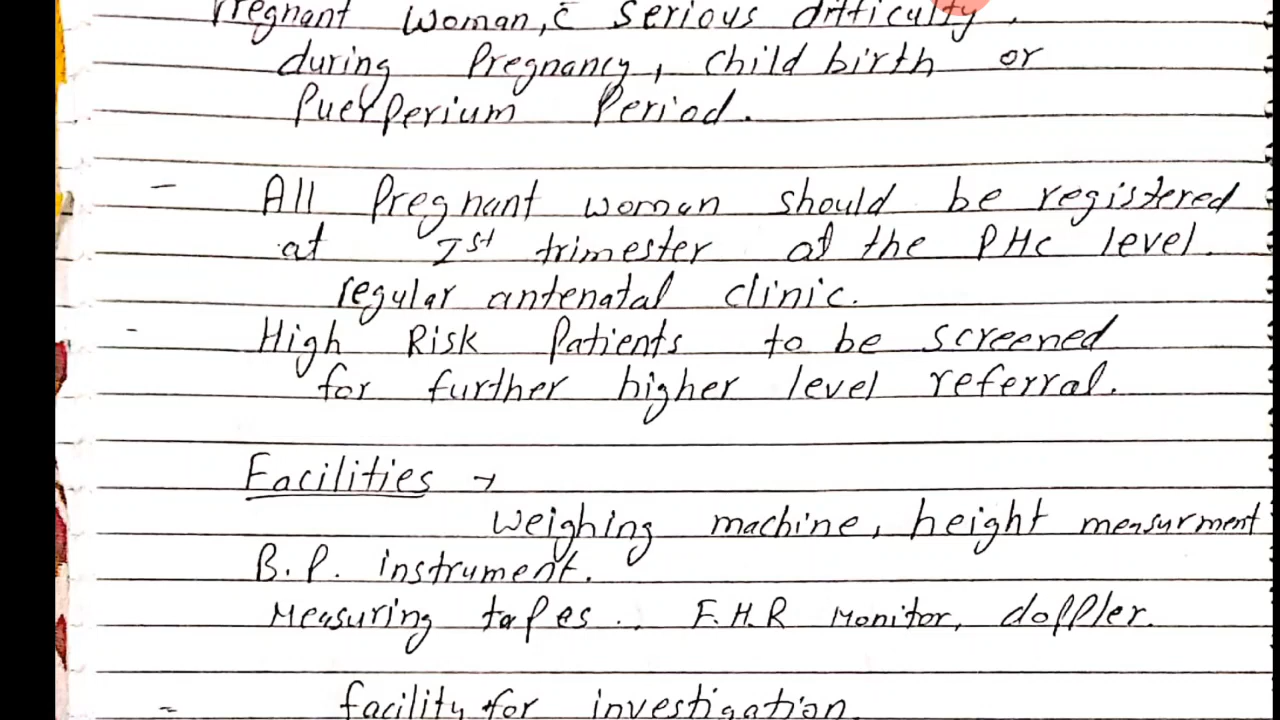 Pregnant Woman, c̄ Serious difficulty
during Pregnancy, child birth or
Puerperium Period.
- All Pregnant woman should be registered
at Ist trimester at the PHC level.
regular antenatal clinic.
- High Risk Patients to be screened
for further higher level referral.
Facilities →
Weighing machine, height measurment
B.P. instrument.
Measuring tapes .. F.H.R Monitor, doppler.
- facility for investigation.